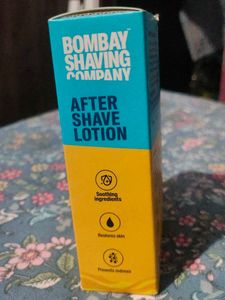 BOMBAY
SHAVING
COMPANY
AFTER
SHAVE
LOTION
Soothing
ingredients
Restores skin
Prevents redness